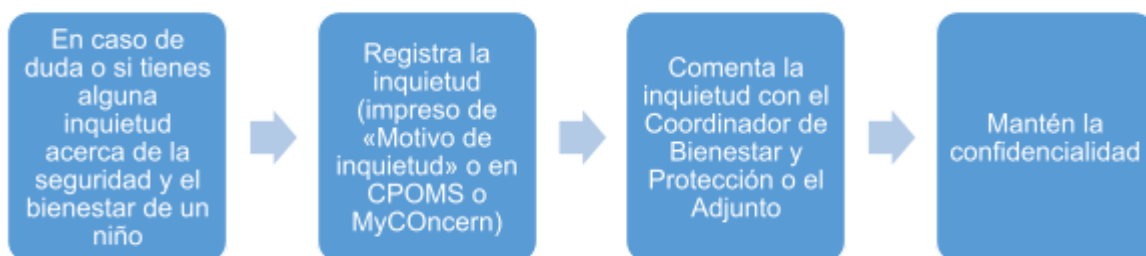 En caso de
duda o si tienes
alguna
inquietud
acerca de la
seguridad y el
bienestar de un
niño
Registra la
inquietud
(impreso de
«Motivo de
inquietud» o en
CPOMS o
MyCOncern)
Comenta la
inquietud con el
Coordinador de
Bienestar y
Protección o el
Adjunto
Mantén la
confidencialidad